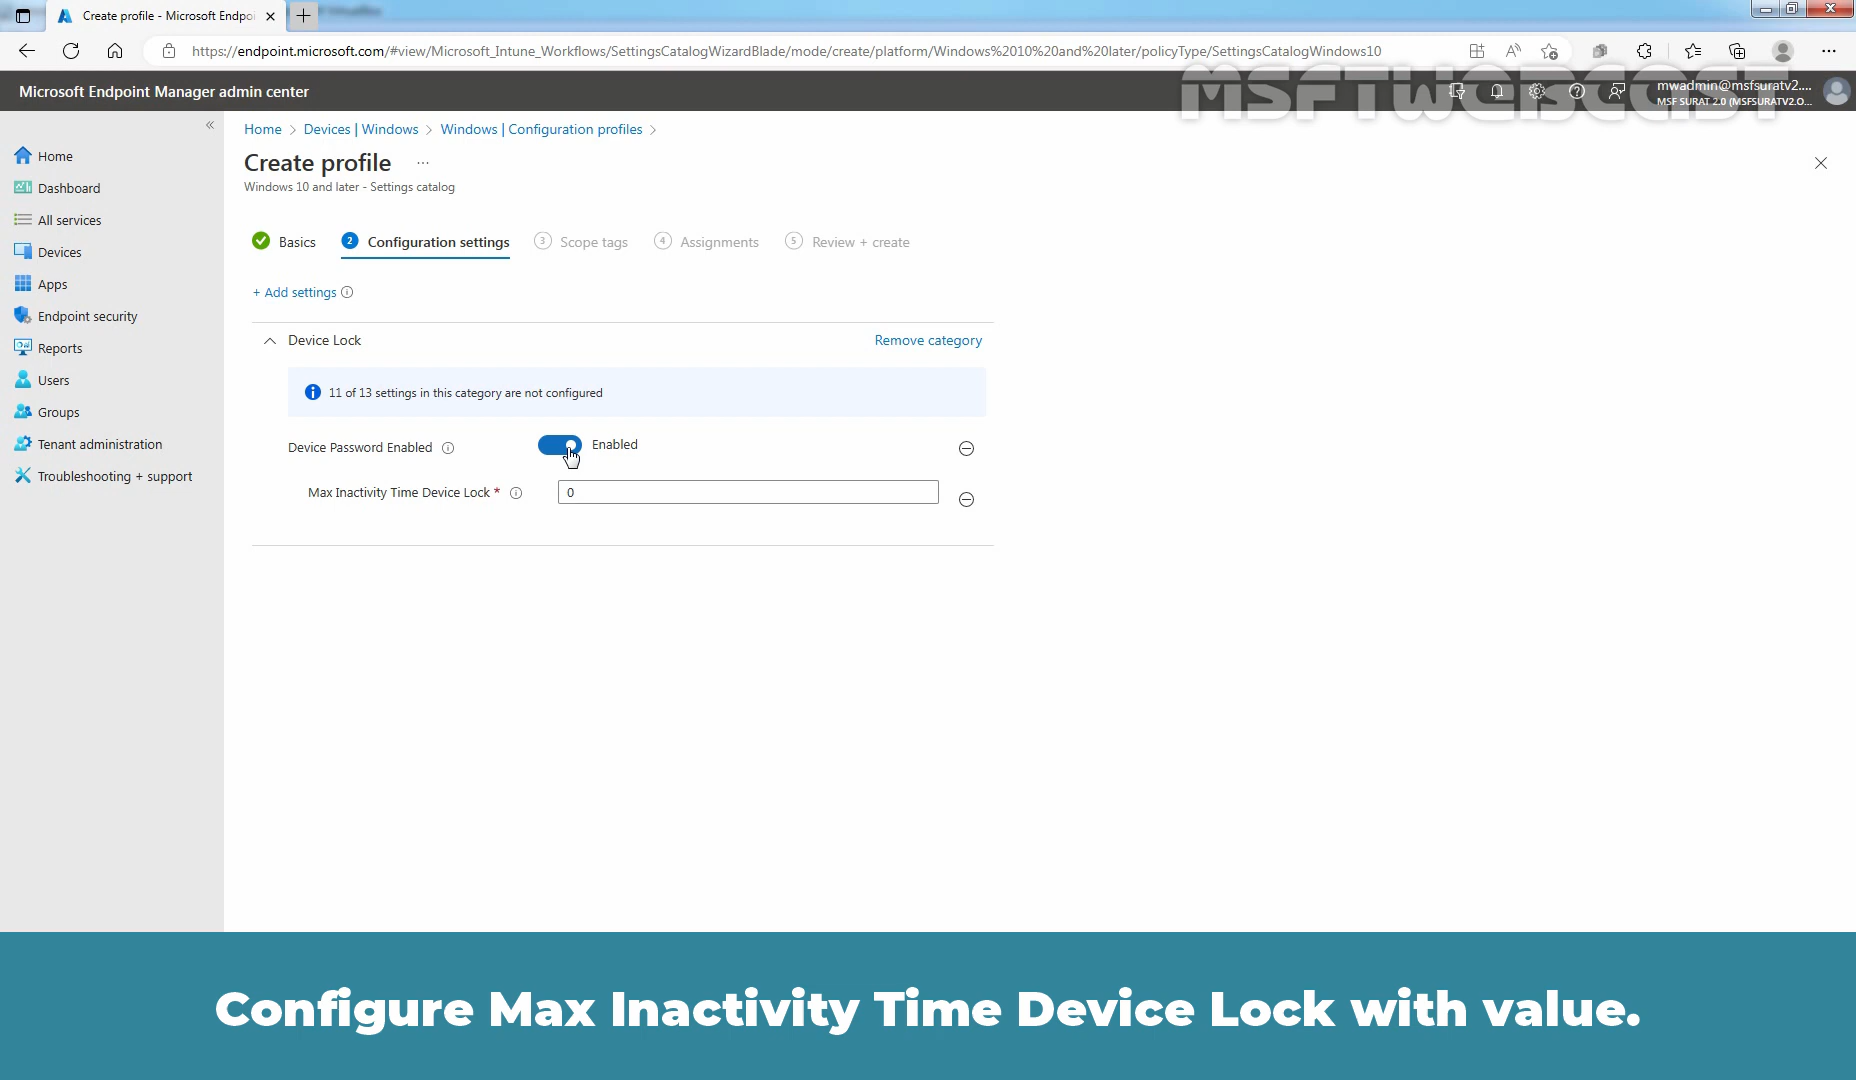 Create profile - Microsoft Endpoi
https://endpoint.microsoft.com/#view/Microsoft_Intune_Workflows/SettingsCatalogWizardBlade/mode/create/platform/Windows%2010%20and%20later/policyType/SettingsCatalogWindows10
MSFTWEBCAST
Microsoft Endpoint Manager admin center
mwadmin@msfsuratv2....
MSF SURAT 2.0 (MSFSURATV2.O...
Home > Devices | Windows > Windows | Configuration profiles >
Create profile ...
Windows 10 and later - Settings catalog
Home
Dashboard
All services
Devices
Apps
Endpoint security
Reports
Users
Groups
Tenant administration
Troubleshooting + support
Basics 2 Configuration settings 3 Scope tags 4 Assignments 5 Review + create
+ Add settings
Device Lock Remove category
11 of 13 settings in this category are not configured
Device Password Enabled Enabled
Max Inactivity Time Device Lock * 0
Configure Max Inactivity Time Device Lock with value.